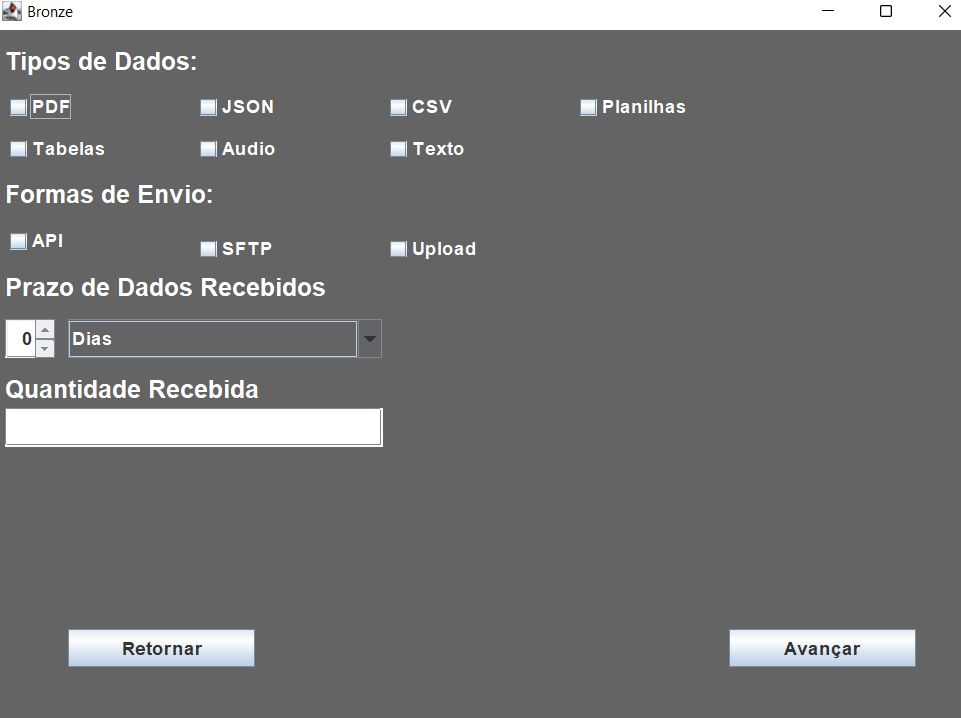 Bronze
Tipos de Dados:
PDF JSON CSV Planilhas
Tabelas Audio Texto
Formas de Envio:
API SFTP Upload
Prazo de Dados Recebidos
0 Dias
Quantidade Recebida
Retornar Avançar